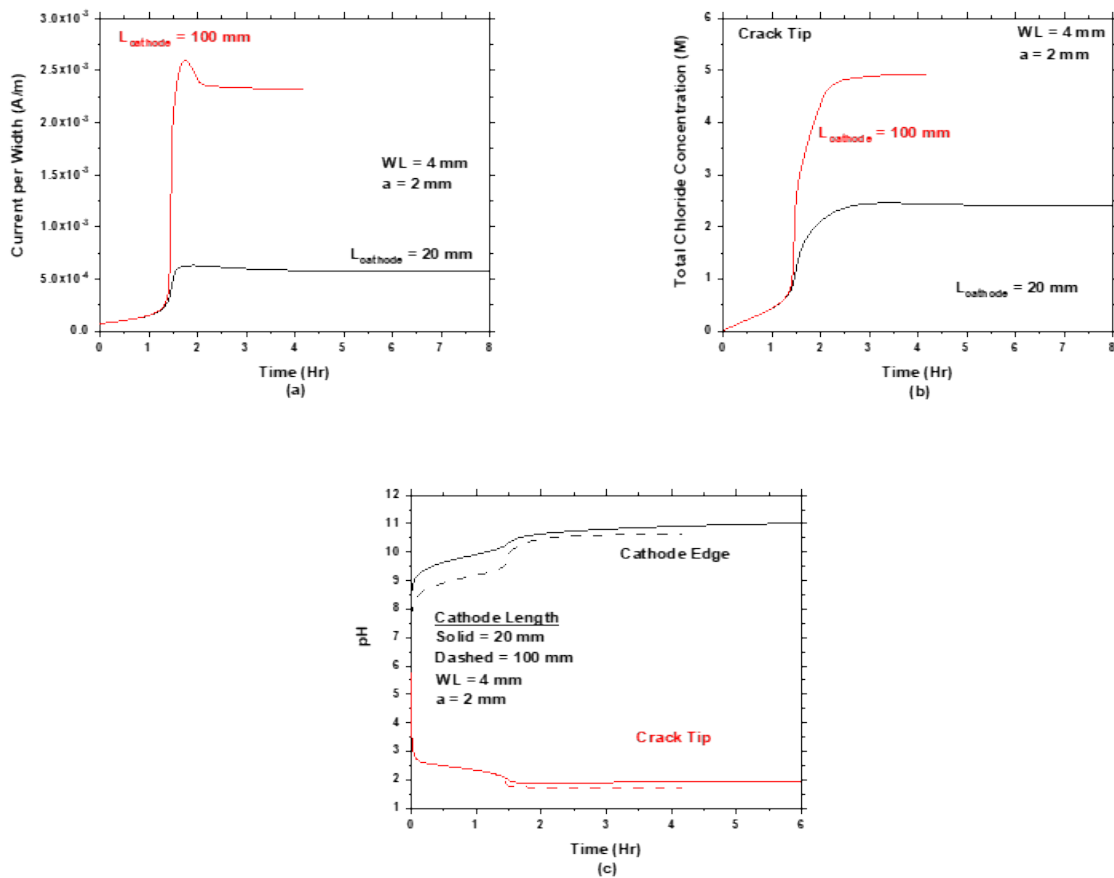 3.0x10⁻³
2.5x10⁻³
2.0x10⁻³
1.5x10⁻³
1.0x10⁻³
5.0x10⁻⁴
0.0
Current per Width (A/m)
L_cathode = 100 mm
WL = 4 mm
a = 2 mm
L_cathode = 20 mm
0 1 2 3 4 5 6 7 8
Time (Hr)
(a)
6
5
4
3
2
1
0
Total Chloride Concentration (M)
Crack Tip
WL = 4 mm
a = 2 mm
L_cathode = 100 mm
L_cathode = 20 mm
0 1 2 3 4 5 6 7 8
Time (Hr)
(b)
12
11
10
9
8
7
6
5
4
3
2
1
pH
Cathode Edge
Cathode Length
Solid = 20 mm
Dashed = 100 mm
WL = 4 mm
a = 2 mm
Crack Tip
0 1 2 3 4 5 6
Time (Hr)
(c)